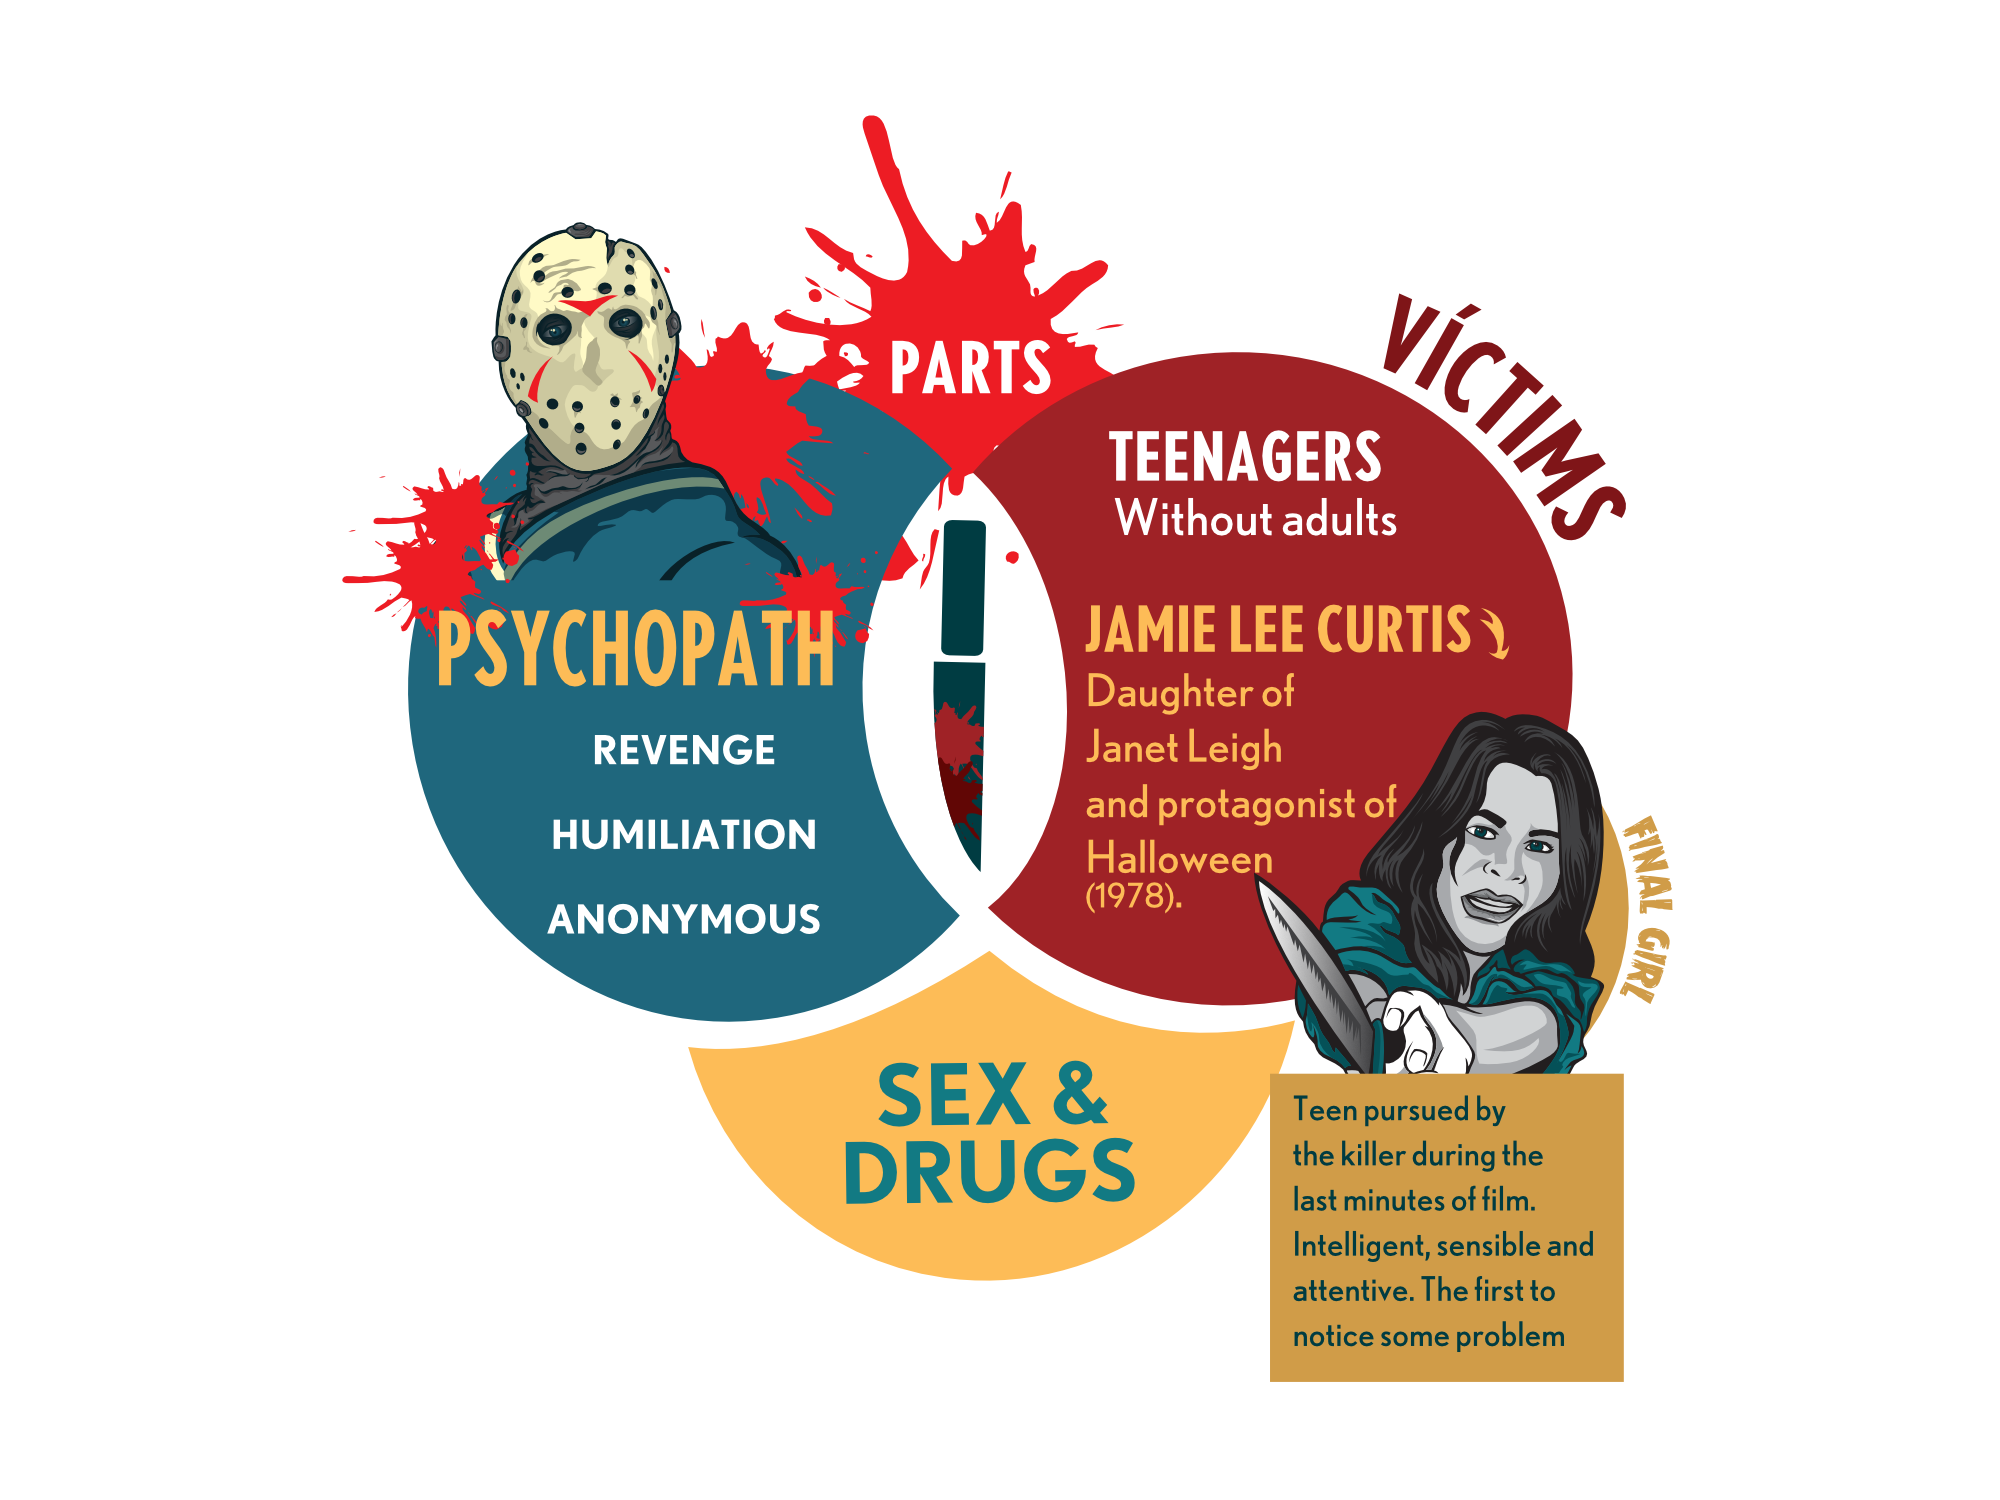 PARTS
PSYCHOPATH
REVENGE
HUMILIATION
ANONYMOUS
VÍCTIMS
TEENAGERS
Without adults
JAMIE LEE CURTIS
Daughter of
Janet Leigh
and protagonist of
Halloween
(1978).
FINAL GIRL
Teen pursued by
the killer during the
last minutes of film.
Intelligent, sensible and
attentive. The first to
notice some problem
SEX &
DRUGS